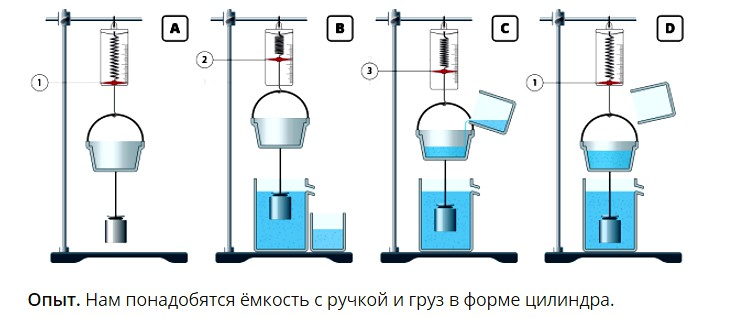 A
B
C
D
1
2
3
1
Опыт. Нам понадобятся ёмкость с ручкой и груз в форме цилиндра.